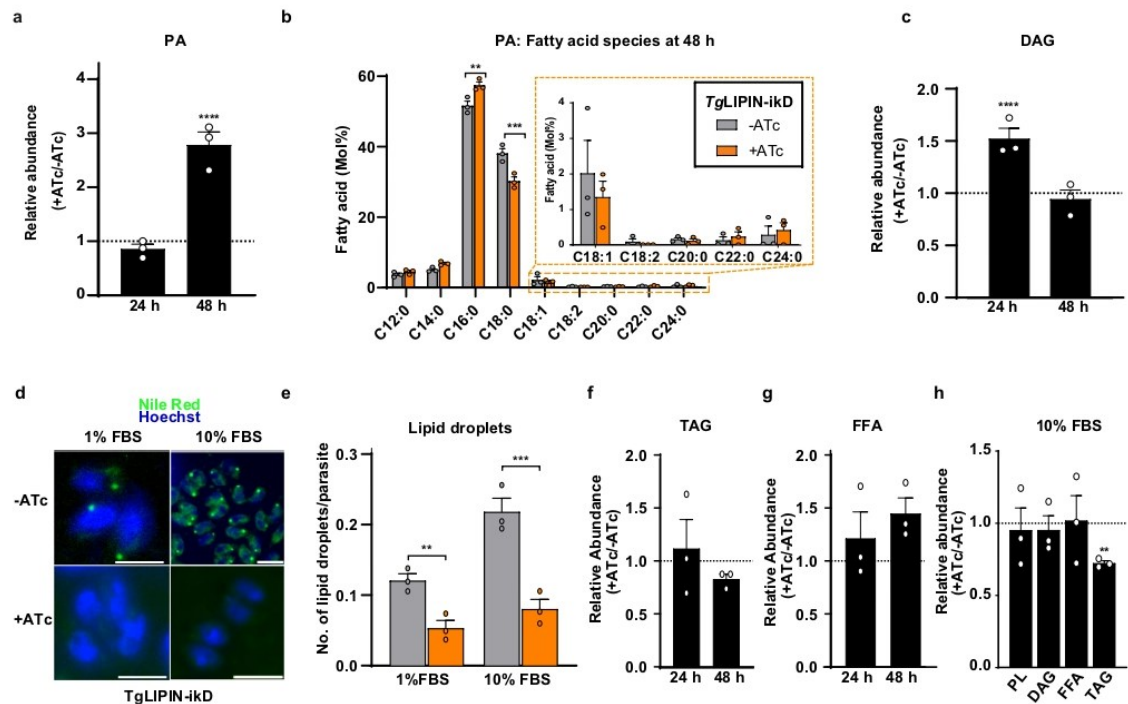 a
PA
Relative abundance
(+ATc/-ATc)
4
3
2
1
0
****
24 h
48 h
b
PA: Fatty acid species at 48 h
Fatty acid (Mol%)
60
40
20
0
**
***
C12:0
C14:0
C16:0
C18:0
C18:1
C18:2
C20:0
C22:0
C24:0
Fatty acid (Mol%)
4
3
2
1
0
C18:1
C18:2
C20:0
C22:0
C24:0
TgLIPIN-ikD
-ATc
+ATc
c
DAG
Relative abundance
(+ATc/-ATc)
2.0
1.5
1.0
0.5
0.0
****
24 h
48 h
d
Nile Red
Hoechst
1% FBS
10% FBS
-ATc
+ATc
TgLIPIN-ikD
e
Lipid droplets
No. of lipid droplets/parasite
0.3
0.2
0.1
0.0
**
***
1%FBS
10% FBS
f
TAG
Relative Abundance
(+ATc/-ATc)
2.0
1.5
1.0
0.5
0.0
24 h
48 h
g
FFA
Relative Abundance
(+ATc/-ATc)
2.0
1.5
1.0
0.5
0.0
24 h
48 h
h
10% FBS
Relative Abundance
(+ATc/-ATc)
1.5
1.0
0.5
0.0
**
PL
DAG
FFA
TAG